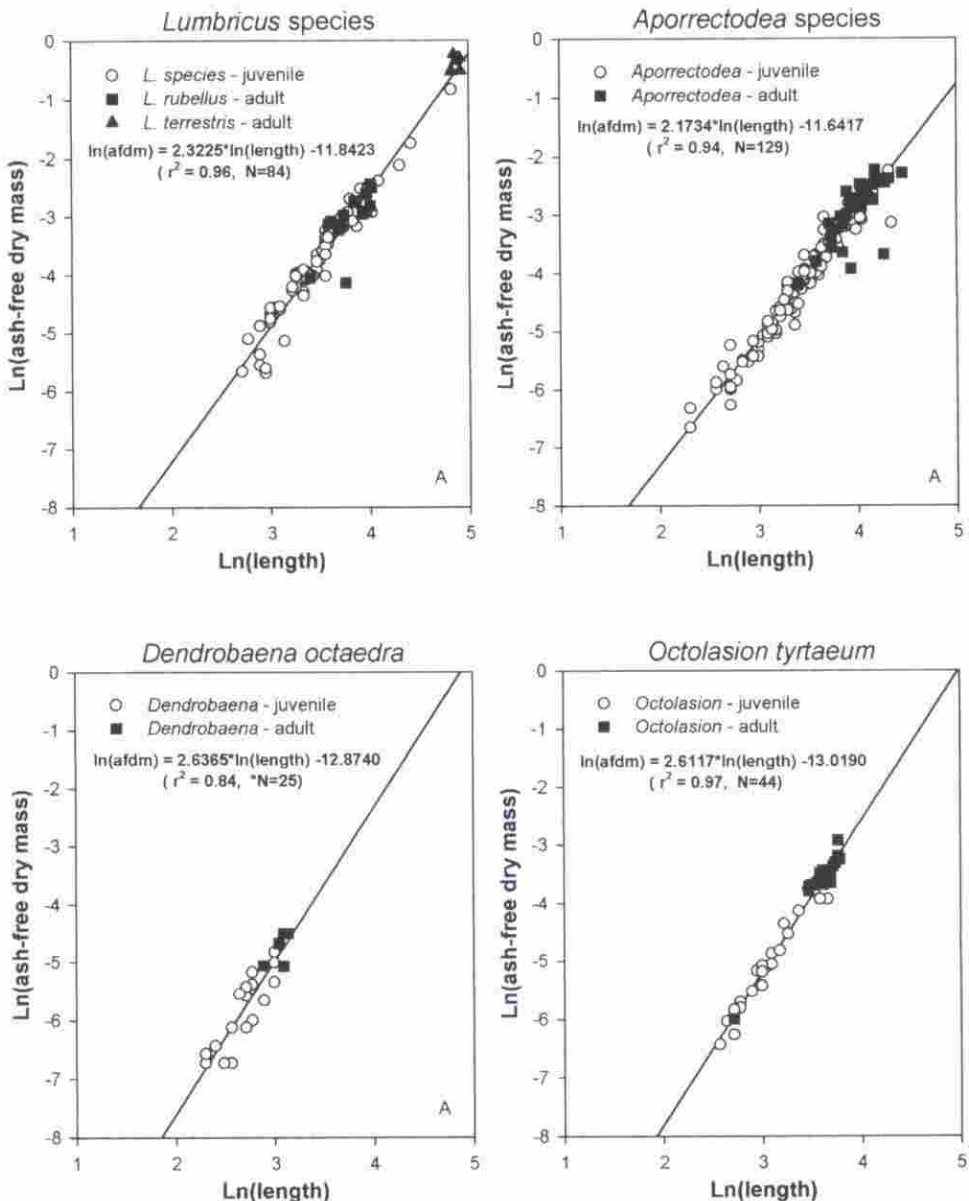 Lumbricus species
0
-1
-2
-3
-4
-5
-6
-7
-8
Ln(ash-free dry mass)
L. species - juvenile
L. rubellus - adult
L. terrestris - adult
ln(afdm) = 2.3225*ln(length) -11.8423
( r² = 0.96, N=84)
A
1 2 3 4 5
Ln(length)
Aporrectodea species
0
-1
-2
-3
-4
-5
-6
-7
-8
Ln(ash-free dry mass)
Aporrectodea - juvenile
Aporrectodea - adult
ln(afdm) = 2.1734*ln(length) -11.6417
( r² = 0.94, N=129)
A
1 2 3 4 5
Ln(length)
Dendrobaena octaedra
0
-1
-2
-3
-4
-5
-6
-7
-8
Ln(ash-free dry mass)
Dendrobaena - juvenile
Dendrobaena - adult
ln(afdm) = 2.6365*ln(length) -12.8740
( r² = 0.84, *N=25)
A
1 2 3 4 5
Ln(length)
Octolasion tyrtaeum
0
-1
-2
-3
-4
-5
-6
-7
-8
Ln(ash-free dry mass)
Octolasion - juvenile
Octolasion - adult
ln(afdm) = 2.6117*ln(length) -13.0190
( r² = 0.97, N=44)
1 2 3 4 5
Ln(length)